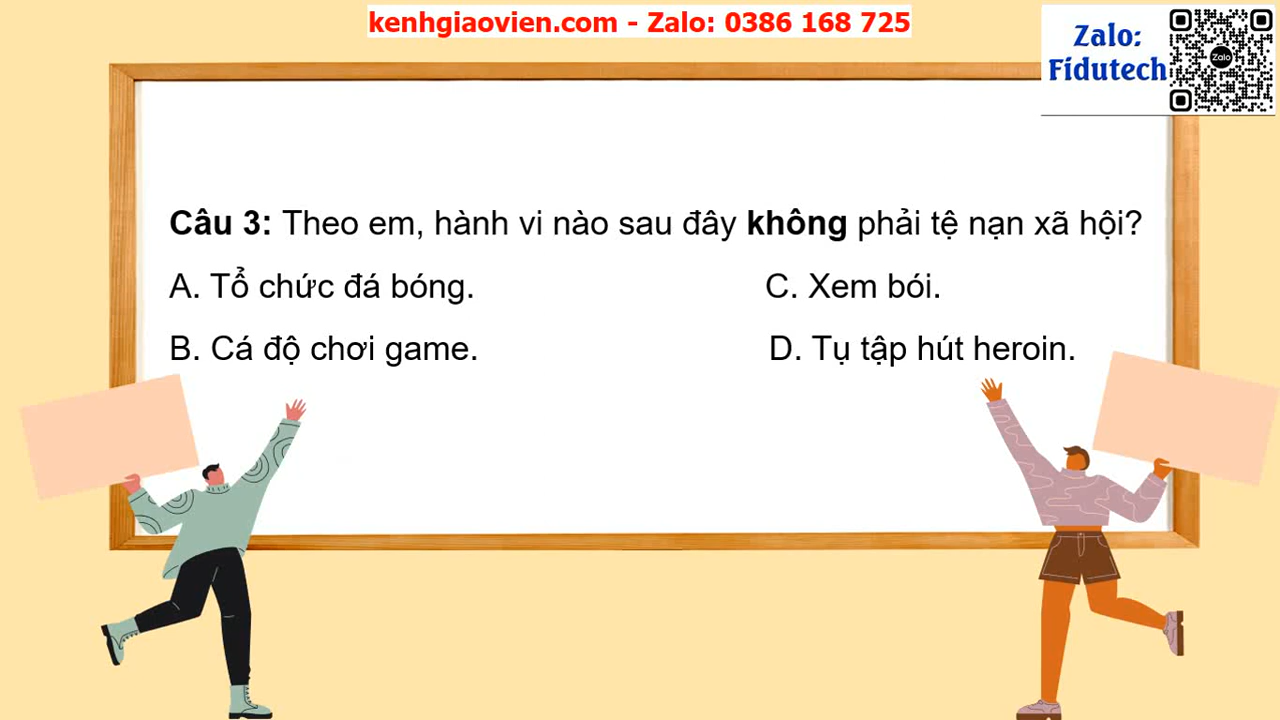 kenhgiaovien.com - Zalo: 0386 168 725
Zalo:
Fidutech
Zalo
Câu 3: Theo em, hành vi nào sau đây không phải tệ nạn xã hội?
A. Tổ chức đá bóng.
C. Xem bói.
B. Cá độ chơi game.
D. Tụ tập hút heroin.